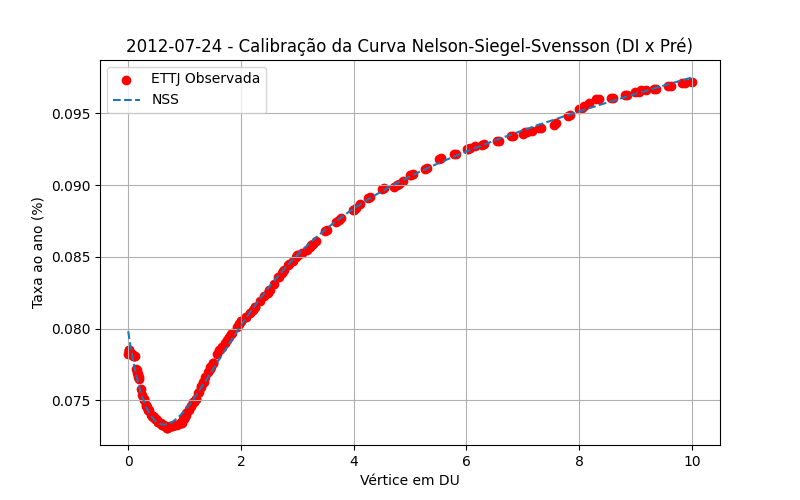 2012-07-24 - Calibração da Curva Nelson-Siegel-Svensson (DI x Pré)
ETTJ Observada
NSS
0.095
0.090
0.085
0.080
0.075
Taxa ao ano (%)
0 2 4 6 8 10
Vértice em DU